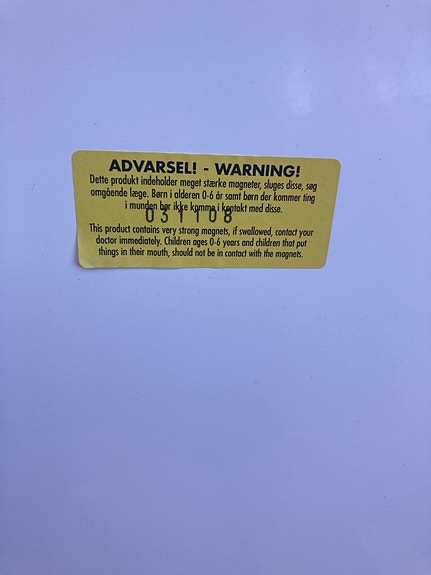 ADVARSEL! - WARNING!
Dette produkt indeholder meget stærke magneter, sluges disse, søg
omgående læge. Børn i alderen 0-6 år samt børn der kommer ting
i munden bør ikke komme i kontakt med disse.
031108
This product contains very strong magnets, if swallowed, contact your
doctor immediately. Children ages 0-6 years and children that put
things in their mouth, should not be in contact with the magnets.